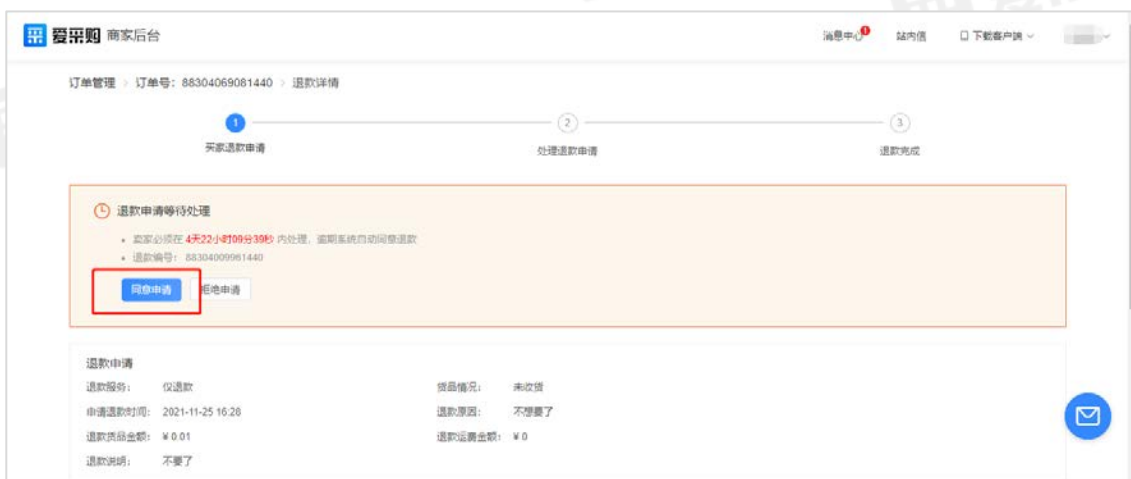 爱采购 商家后台 消息中心 站内信 下载客户端
订单管理 > 订单号：88304069081440 > 退款详情
1 2 3
买家退款申请 处理退款申请 退款完成
退款申请等待处理
卖家必须在 4天22小时09分39秒 内处理，逾期系统自动同意退款
退款编号：88304009961440
同意申请 拒绝申请
退款申请
退款服务： 仅退款 货品情况： 未收货
申请退款时间： 2021-11-25 16:28 退款原因： 不想要了
退款货品金额： ¥ 0.01 退款运费金额： ¥ 0
退款说明： 不要了